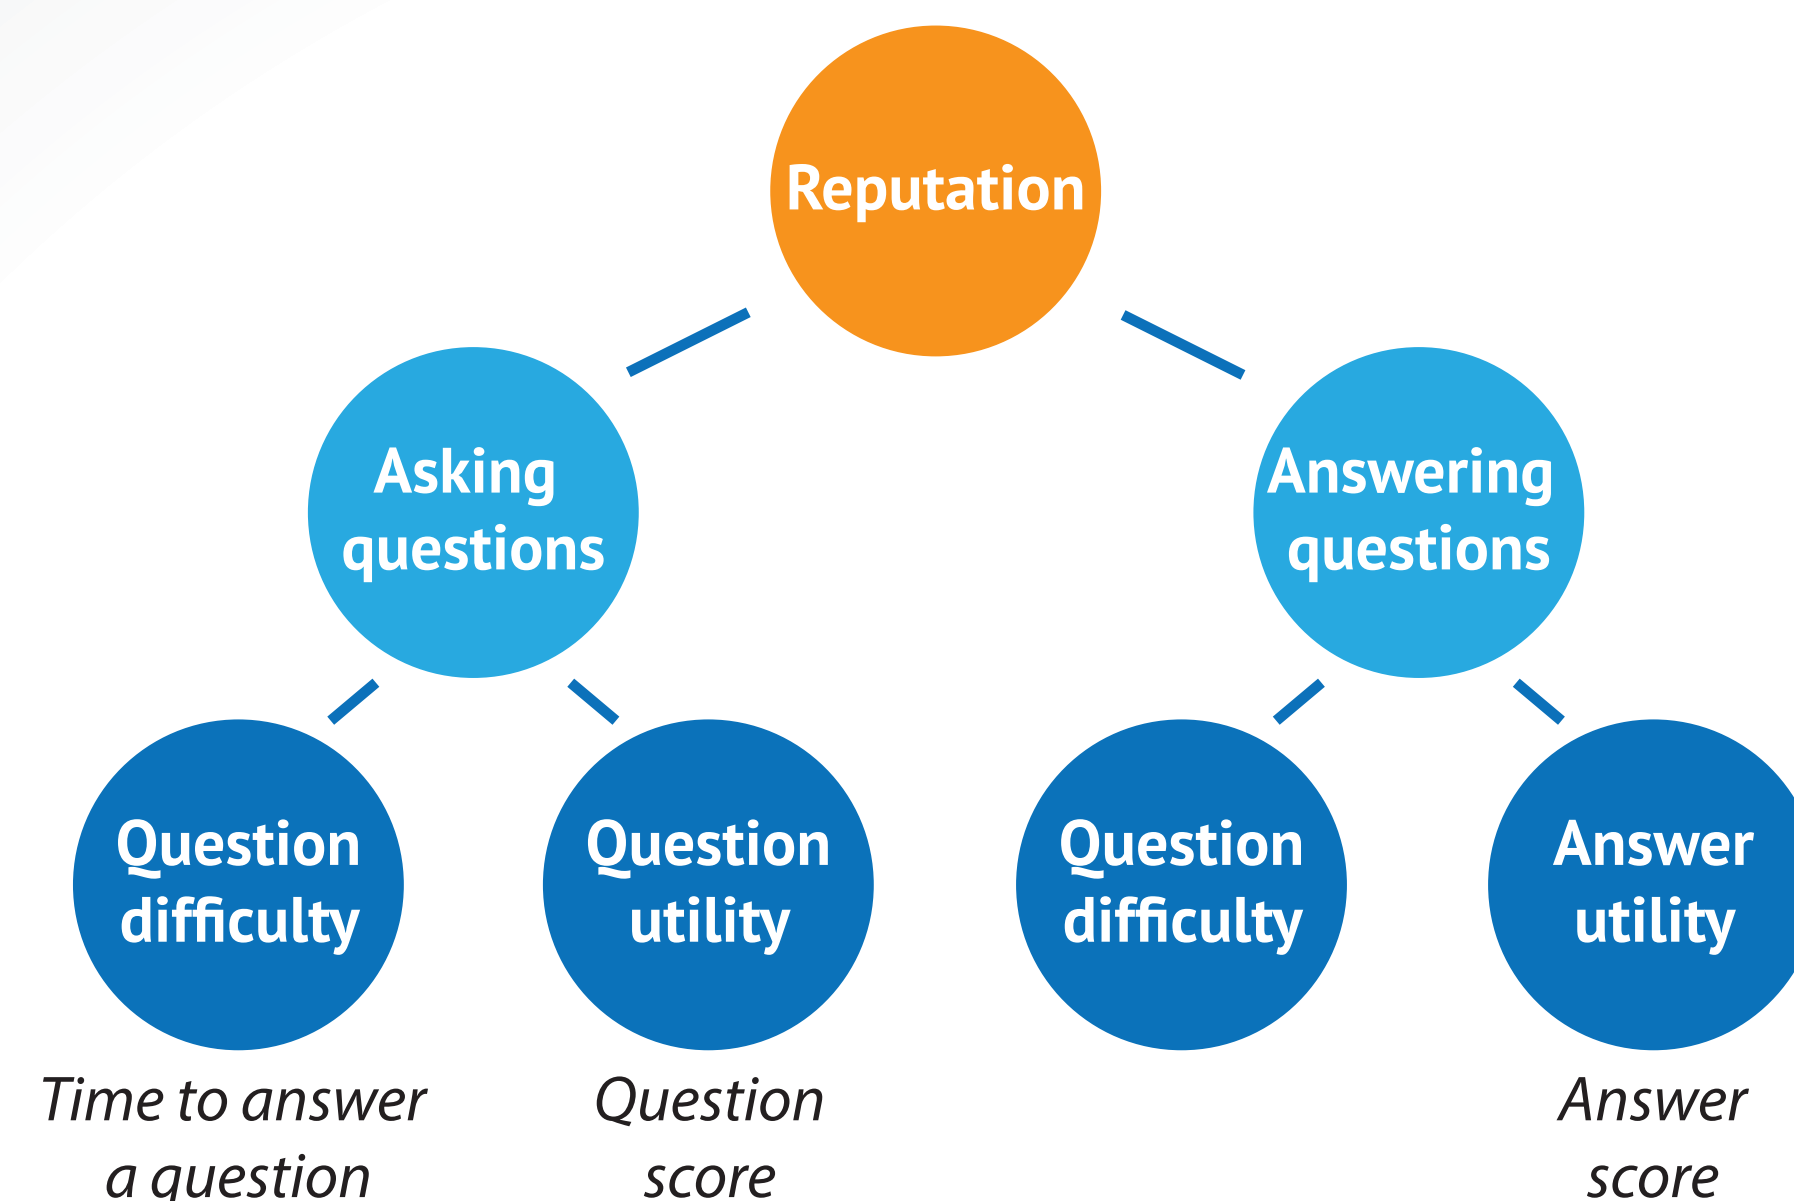 Reputation
Asking
questions
Answering
questions
Question
difficulty
Question
utility
Question
difficulty
Answer
utility
Time to answer
a question
Question
score
Answer
score